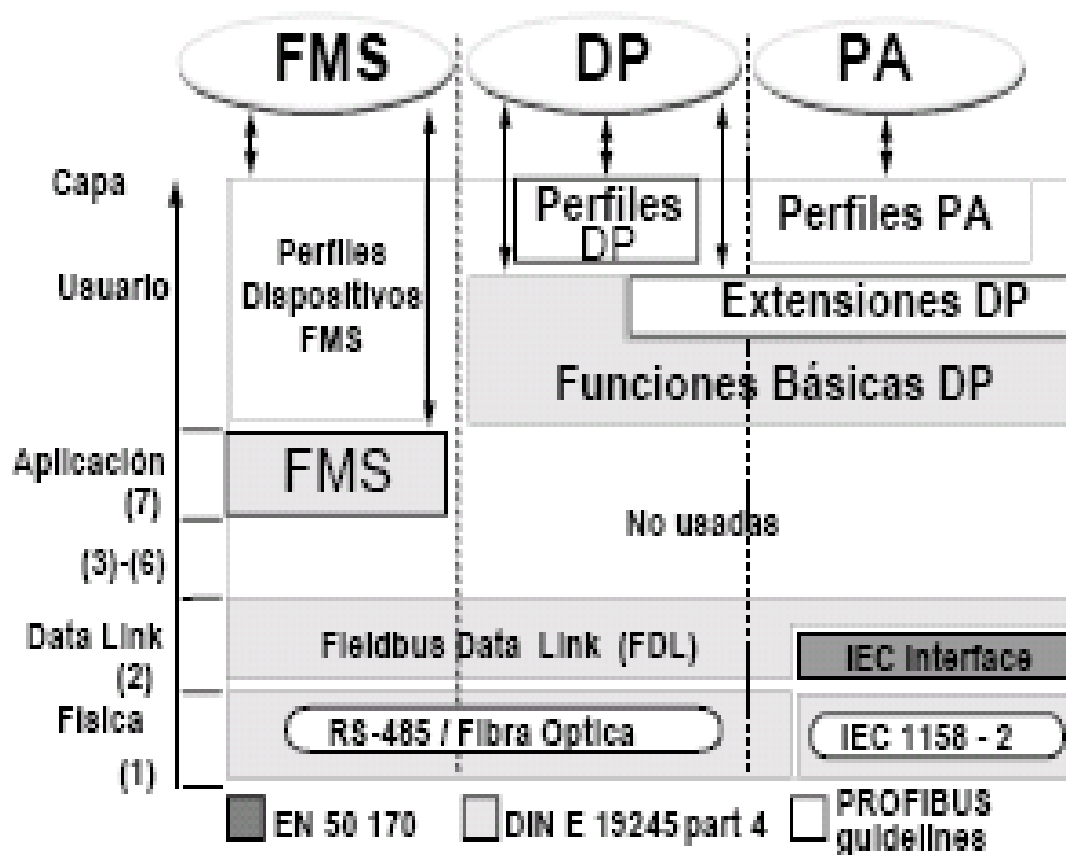 FMS
DP
PA
Capa
Usuario
Perfiles
Dispositivos
FMS
Perfiles
DP
Perfiles PA
Extensiones DP
Funciones Básicas DP
Aplicación
(7)
FMS
No usadas
(3)-(6)
Data Link
(2)
Fieldbus Data Link (FDL)
IEC Interface
Física
(1)
RS-485 / Fibra Optica
IEC 1158 - 2
EN 50 170
DIN E 19245 part 4
PROFIBUS
guidelines